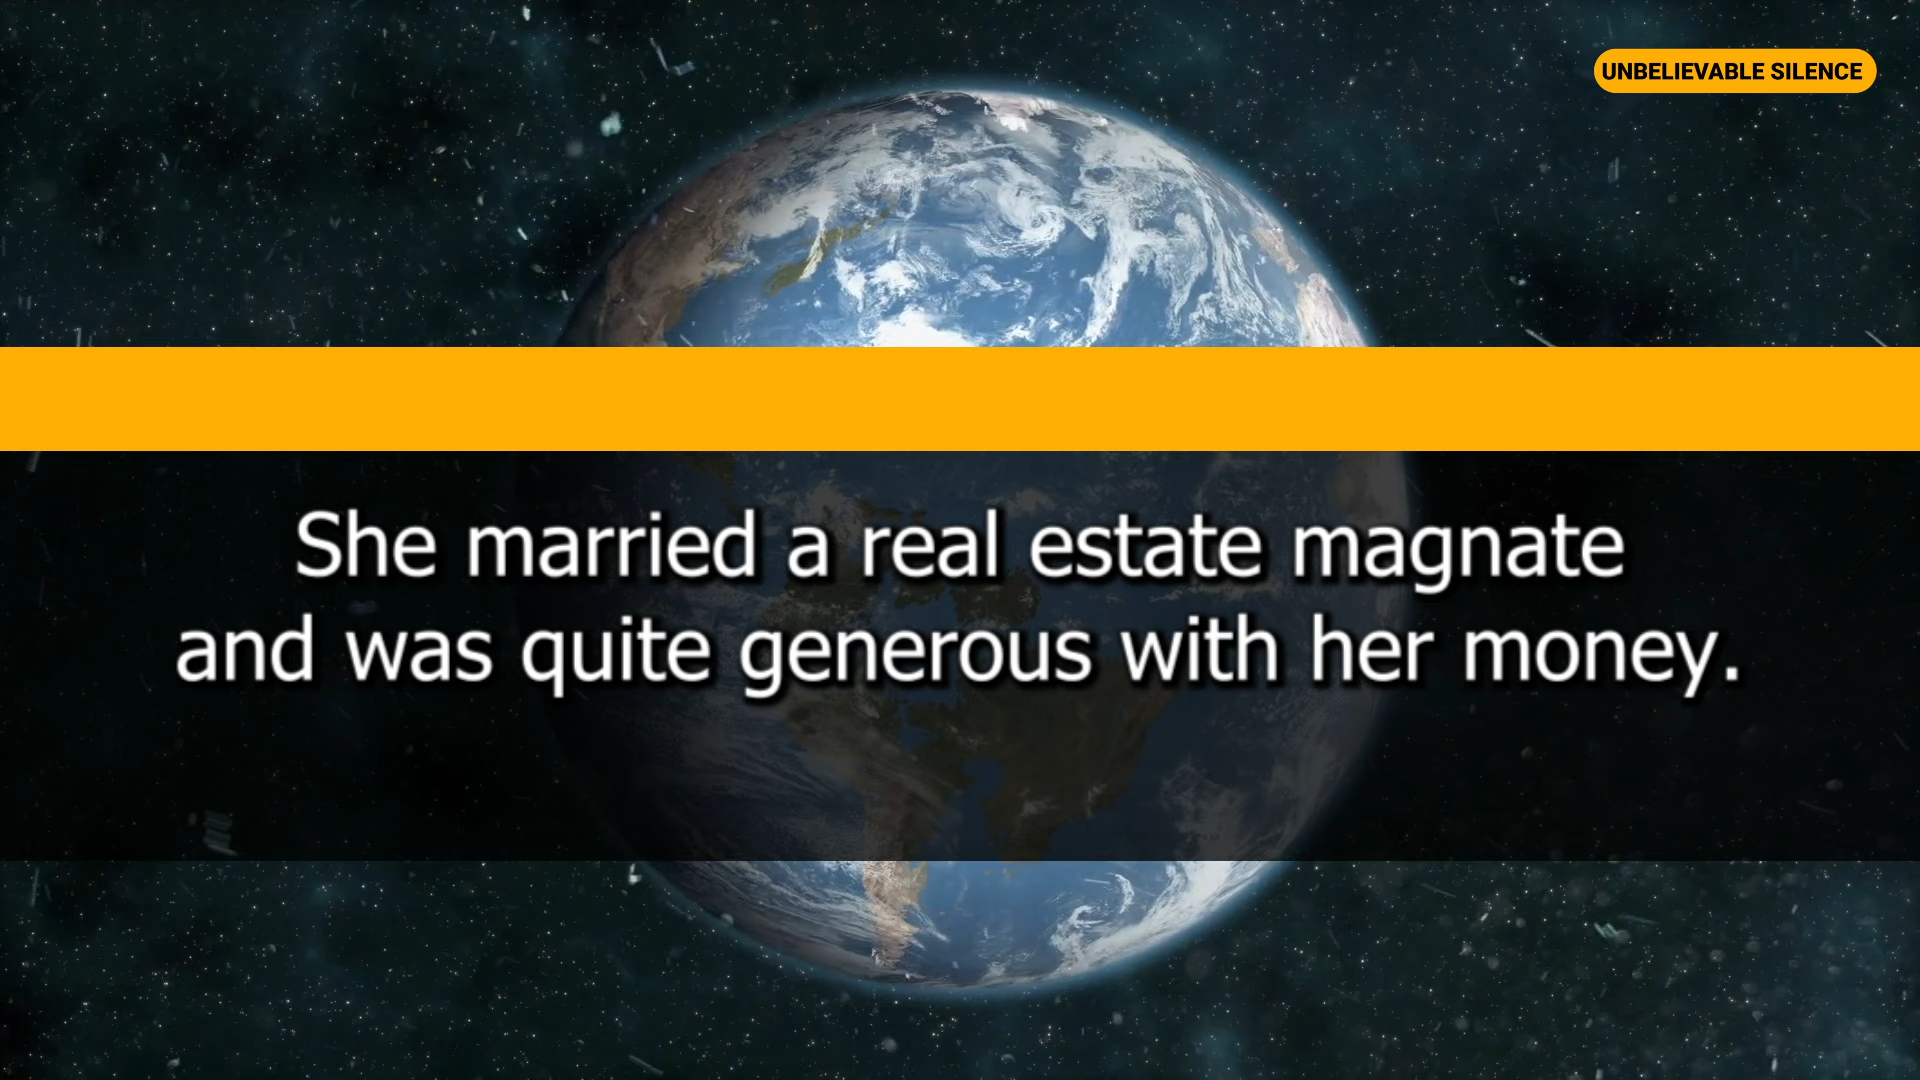 UNBELIEVABLE SILENCE
She married a real estate magnate
and was quite generous with her money.